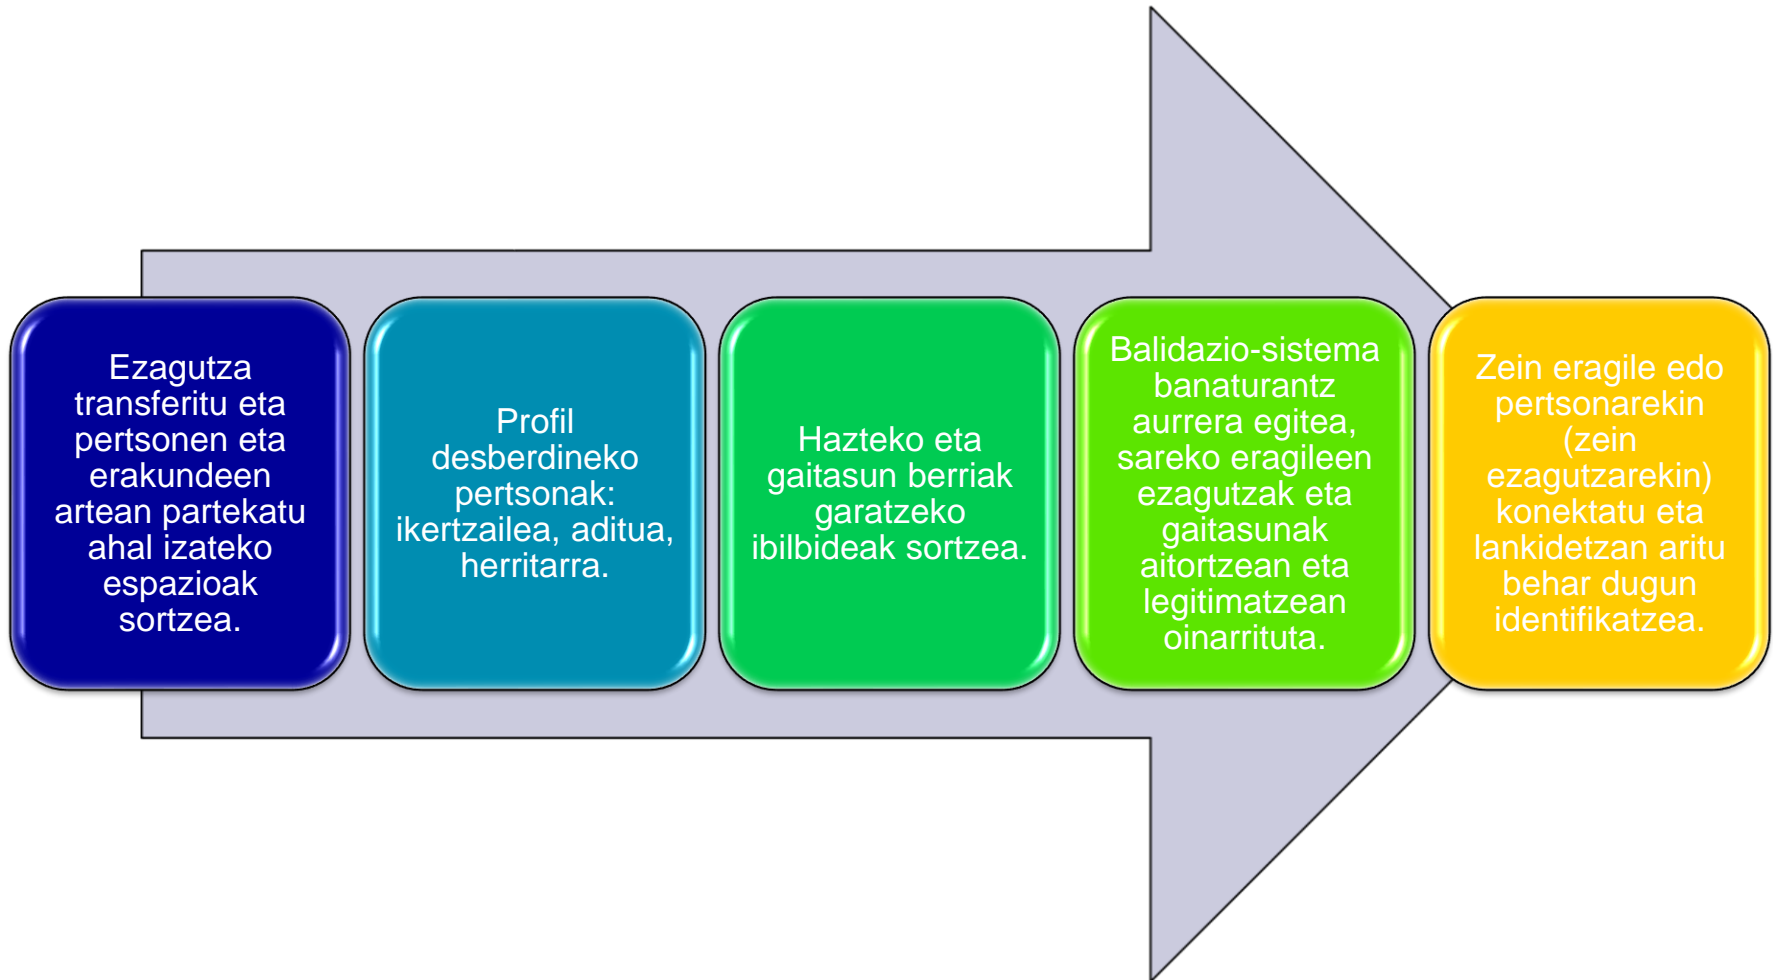 Ezagutza
transferitu eta
pertsonen eta
erakundeen
artean partekatu
ahal izateko
espazioak
sortzea.
Profil
desberdineko
pertsonak:
ikertzailea, aditua,
herritarra.
Hazteko eta
gaitasun berriak
garatzeko
ibilbideak sortzea.
Balidazio-sistema
banaturantz
aurrera egitea,
sareko eragileen
ezagutzak eta
gaitasunak
aitortzean eta
legitimatzean
oinarrituta.
Zein eragile edo
pertsonarekin
(zein
ezagutzarekin)
konektatu eta
lankidetzan aritu
behar dugun
identifikatzea.